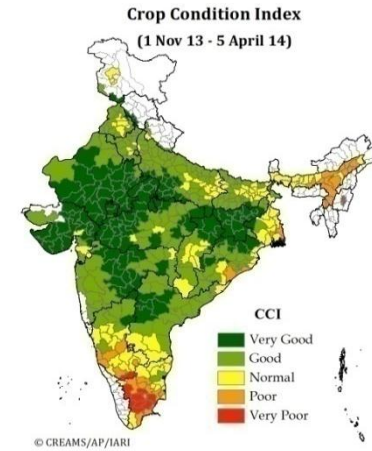 Crop Condition Index
(1 Nov 13 - 5 April 14)
CCI
Very Good
Good
Normal
Poor
Very Poor
© CREAMS/AP/IARI